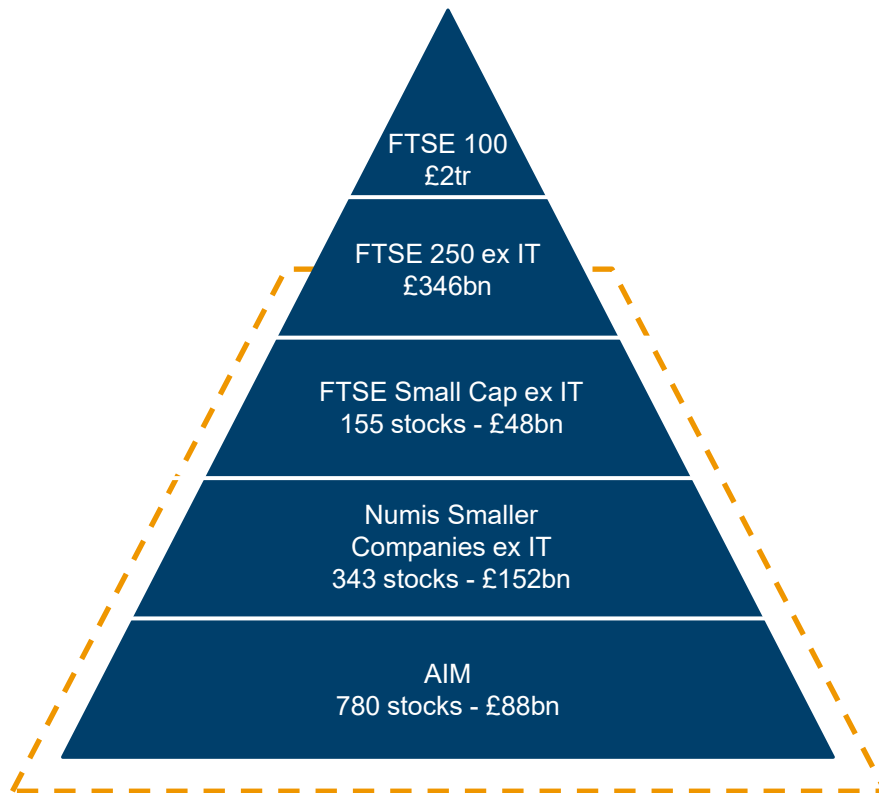 FTSE 100
£2tr
FTSE 250 ex IT
£346bn
FTSE Small Cap ex IT
155 stocks - £48bn
Numis Smaller
Companies ex IT
343 stocks - £152bn
AIM
780 stocks - £88bn